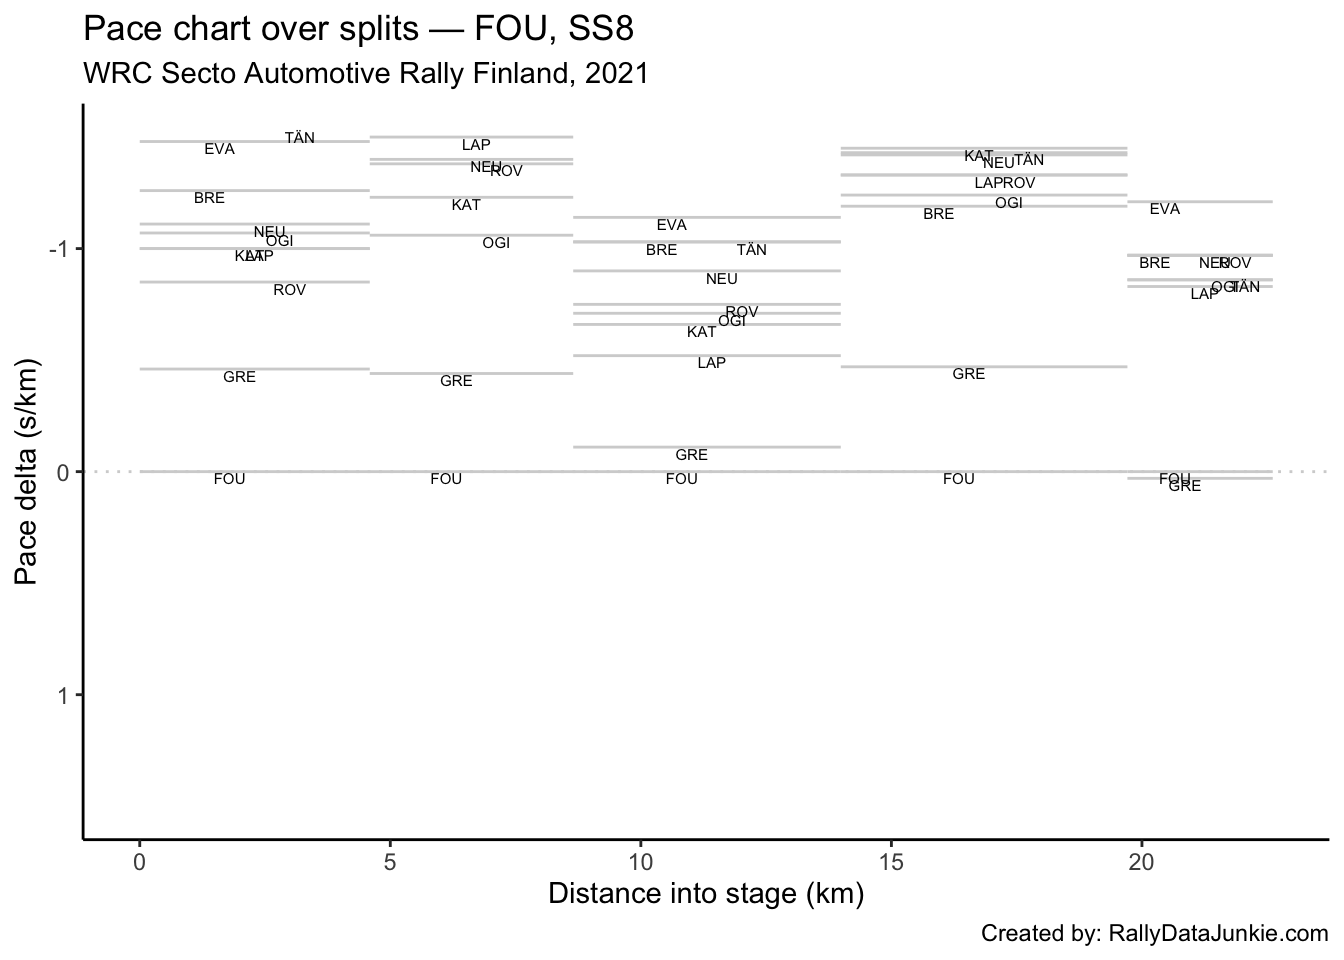 Pace chart over splits — FOU, SS8
WRC Secto Automotive Rally Finland, 2021
Pace delta (s/km)
-1
0
1
TÄN
EVA
BRE
NEU
OGI
KAT LAP
ROV
GRE
FOU
LAP
NEU
ROV
KAT
OGI
GRE
FOU
EVA
BRE TÄN
NEU
ROV
OGI
KAT
LAP
GRE
FOU
KAT
TÄN
NEU
LAP ROV
OGI
BRE
GRE
FOU
EVA
BRE NEU ROV
OGI TÄN
LAP
FOU
GRE
0 5 10 15 20
Distance into stage (km)
Created by: RallyDataJunkie.com